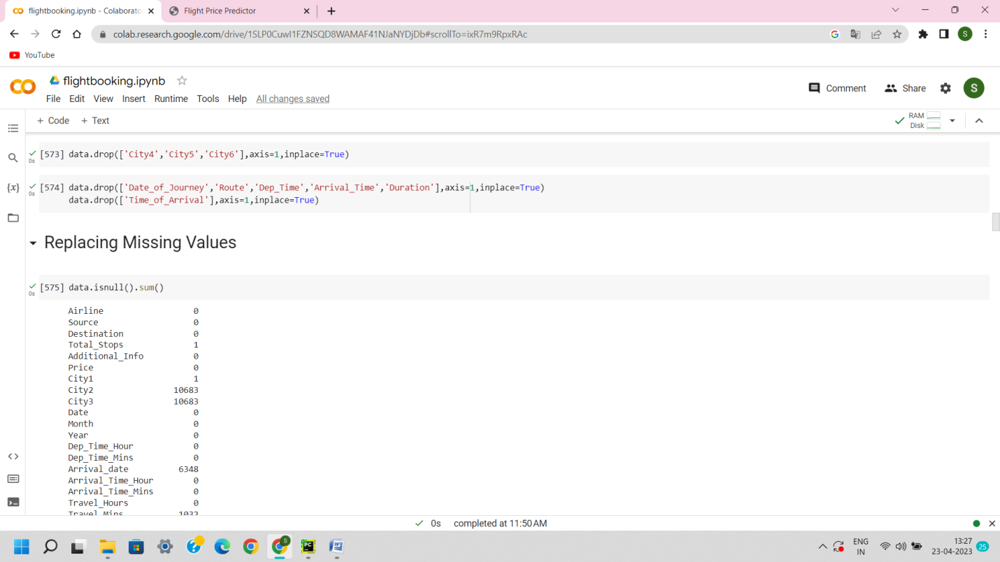 flightbooking.ipynb - Colaborato
Flight Price Predictor
colab.research.google.com/drive/1SLP0CuwI1FZNSQD8WAMAF41NJaNYDjDb#scrollTo=ixR7m9RpxRAc
S
YouTube
flightbooking.ipynb
File Edit View Insert Runtime Tools Help All changes saved
Comment Share S
+ Code + Text
RAM
Disk
[573] data.drop(['City4','City5','City6'],axis=1,inplace=True)
0s
[574] data.drop(['Date_of_Journey','Route','Dep_Time','Arrival_Time','Duration'],axis=1,inplace=True)
0s
data.drop(['Time_of_Arrival'],axis=1,inplace=True)
{x}
Replacing Missing Values
[575] data.isnull().sum()
0s
Airline 0
Source 0
Destination 0
Total_Stops 1
Additional_Info 0
Price 0
City1 1
City2 10683
City3 10683
Date 0
Month 0
Year 0
Dep_Time_Hour 0
Dep_Time_Mins 0
Arrival_date 6348
Arrival_Time_Hour 0
Arrival_Time_Mins 0
Travel_Hours 0
Travel_Mins 1032
0s completed at 11:50 AM
S
PC
ENG
IN
13:27
23-04-2023
25